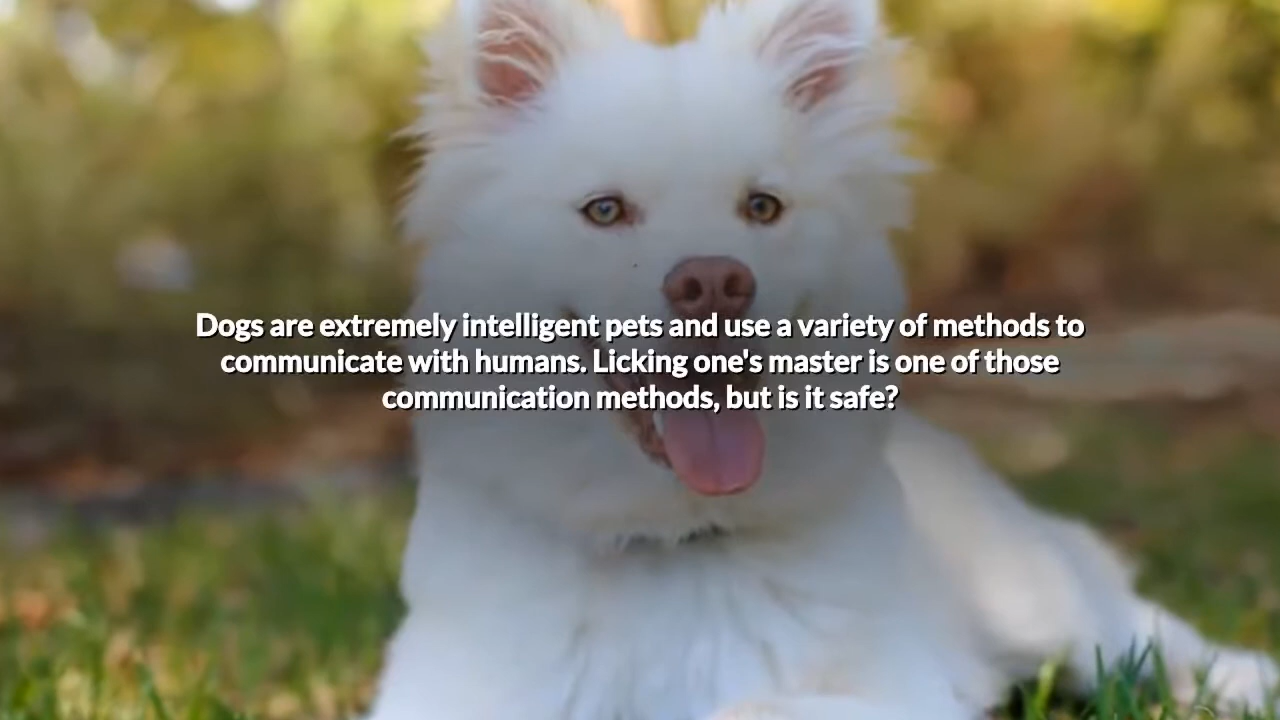 Dogs are extremely intelligent pets and use a variety of methods to
communicate with humans. Licking one's master is one of those
communication methods, but is it safe?